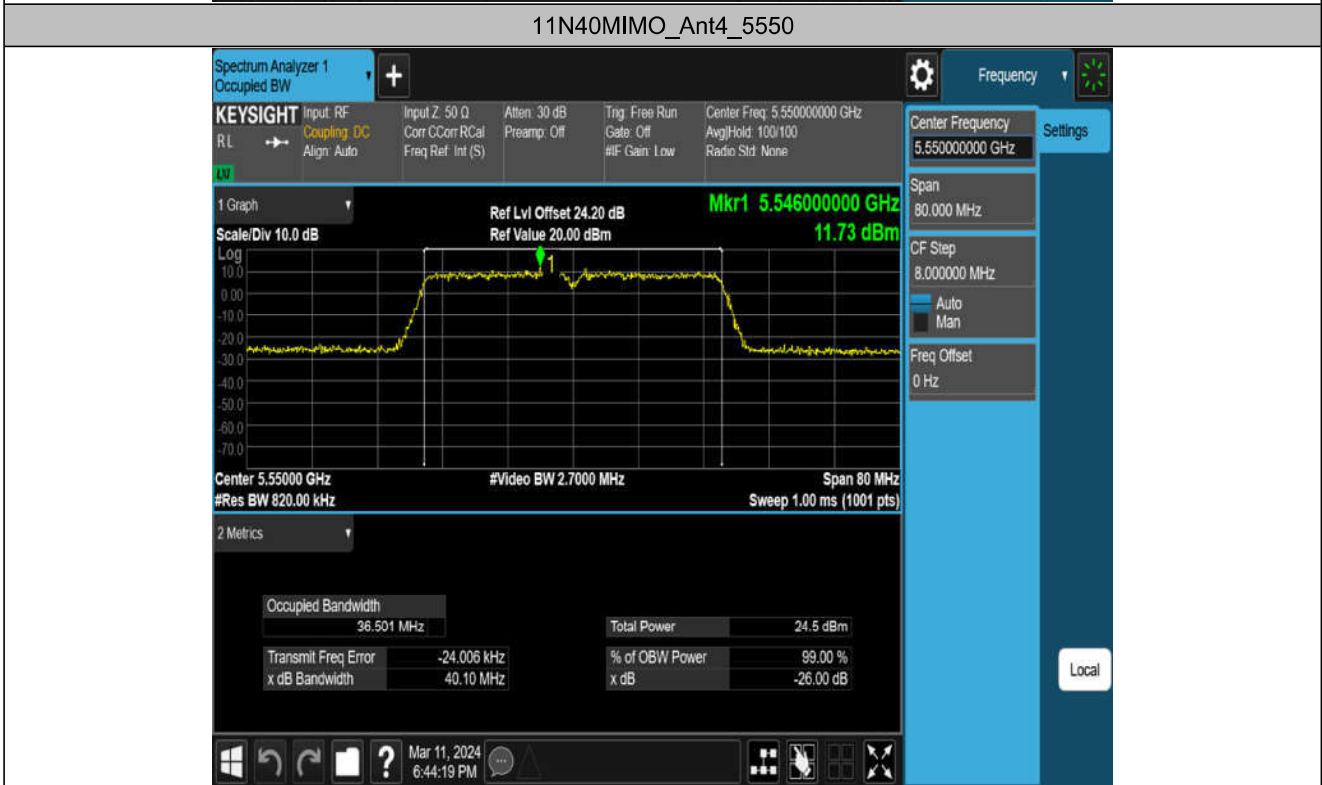 11N40MIMO_Ant4_5550
Spectrum Analyzer 1
Occupied BW
Frequency
KEYSIGHT
RL
Input: RF
Coupling: DC
Align: Auto
Input Z: 50 Ω
Corr CCorr RCal
Freq Ref: Int (S)
Atten: 30 dB
Preamp: Off
Trig: Free Run
Gate: Off
#IF Gain: Low
Center Freq: 5.550000000 GHz
Avg|Hold: 100/100
Radio Std: None
Center Frequency
5.550000000 GHz
Settings
Span
80.000 MHz
CF Step
8.000000 MHz
Auto
Man
Freq Offset
0 Hz
1 Graph
Scale/Div 10.0 dB
Ref Lvl Offset 24.20 dB
Ref Value 20.00 dBm
Mkr1 5.546000000 GHz
11.73 dBm
Log
10.0
0.00
-10.0
-20.0
-30.0
-40.0
-50.0
-60.0
-70.0
1
Center 5.55000 GHz
#Video BW 2.7000 MHz
Span 80 MHz
#Res BW 820.00 kHz
Sweep 1.00 ms (1001 pts)
2 Metrics
Occupied Bandwidth
36.501 MHz
Total Power 24.5 dBm
Transmit Freq Error -24.006 kHz
% of OBW Power 99.00 %
x dB Bandwidth 40.10 MHz
x dB -26.00 dB
Local
?
Mar 11, 2024
6:44:19 PM